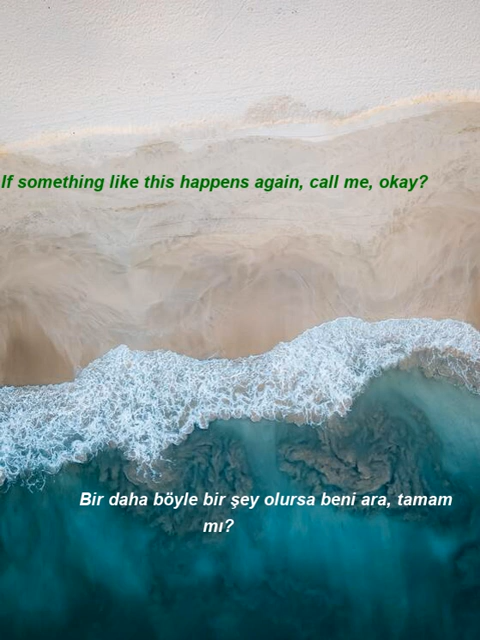 If something like this happens again, call me, okay?
Bir daha böyle bir şey olursa beni ara, tamam
mı?